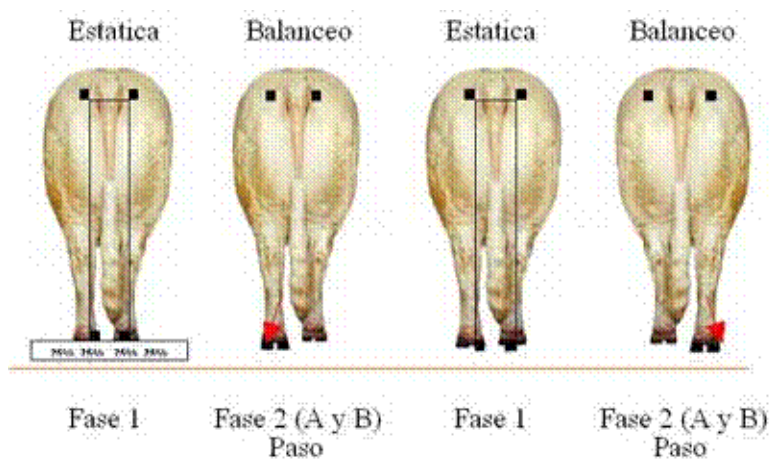 Estatica
Balanceo
Estatica
Balanceo
Fase 1
Fase 2 (A y B)
Paso
Fase 1
Fase 2 (A y B)
Paso